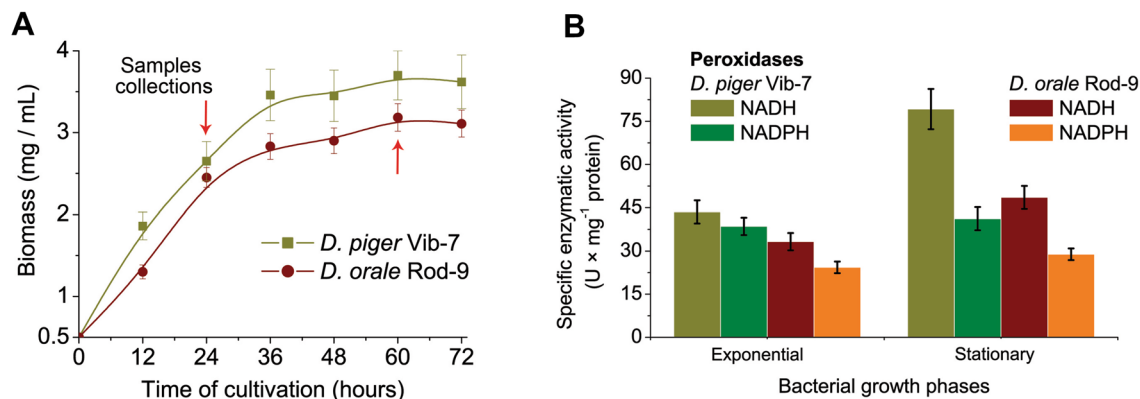 A
Biomass (mg / mL)
4
3
2
1
0.5
Samples
collections
D. piger Vib-7
D. orale Rod-9
0 12 24 36 48 60 72
Time of cultivation (hours)
B
Specific enzymatic activity
(U × mg⁻¹ protein)
90
75
60
45
30
15
0
Peroxidases
D. piger Vib-7
NADH
NADPH
D. orale Rod-9
NADH
NADPH
Exponential Stationary
Bacterial growth phases